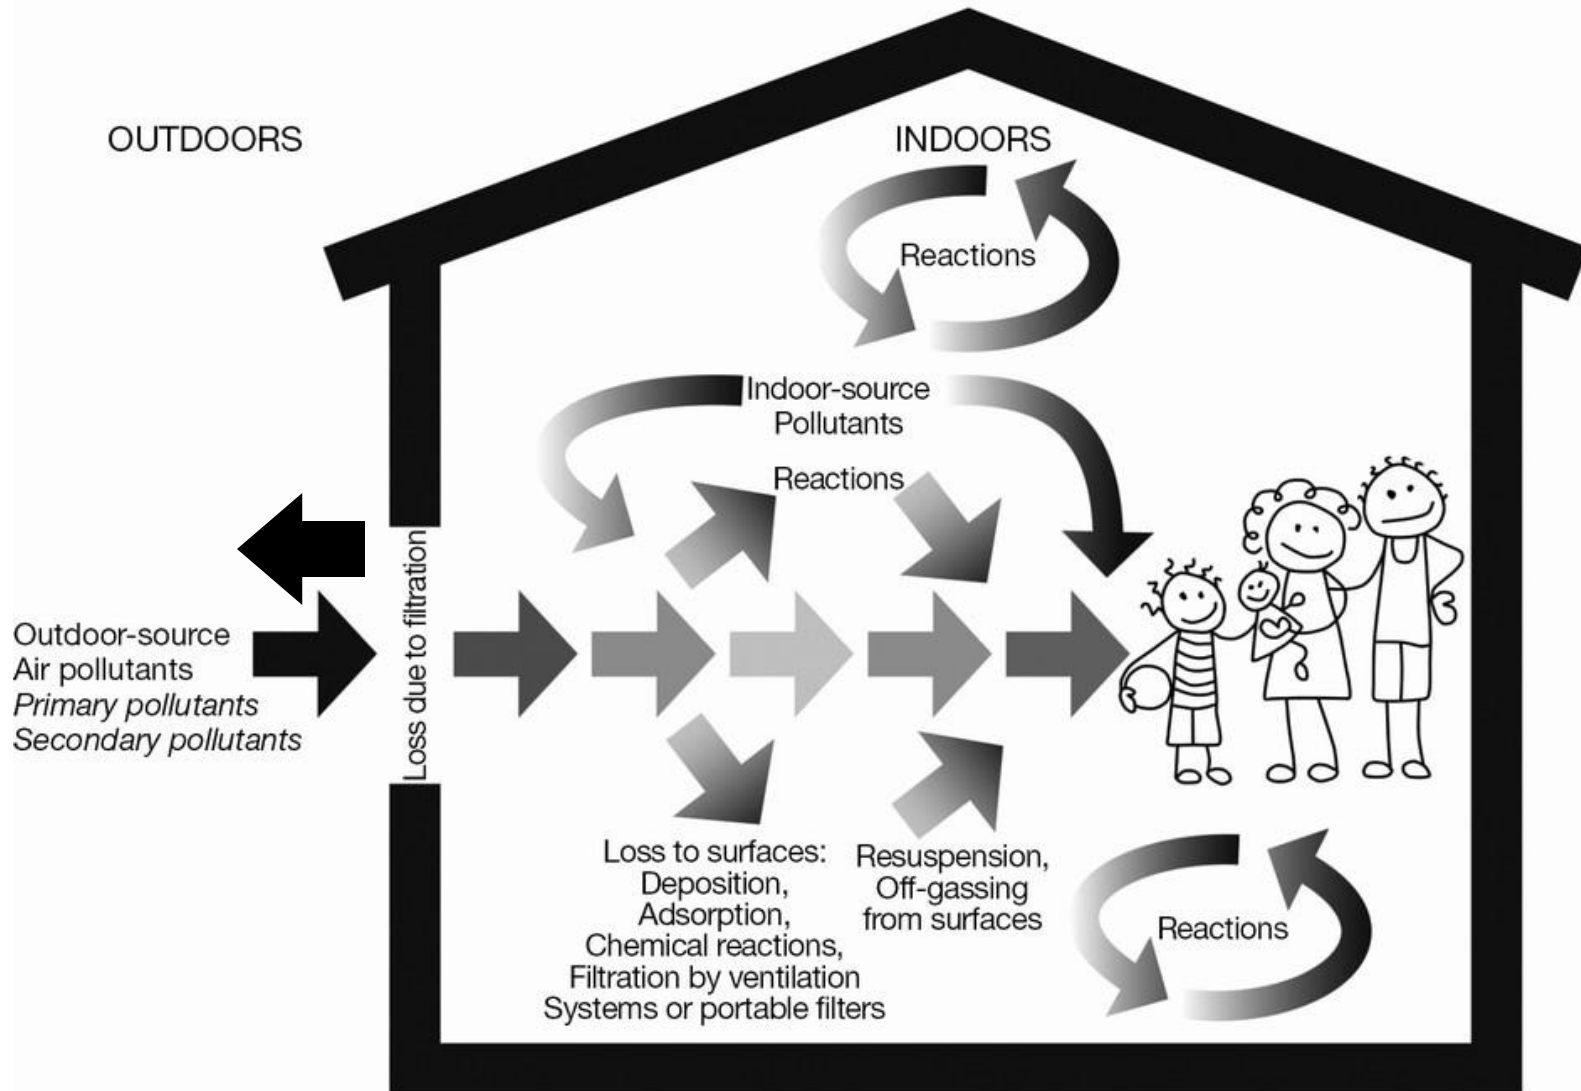 OUTDOORS
INDOORS
Reactions
Indoor-source
Pollutants
Reactions
Loss due to filtration
Outdoor-source
Air pollutants
Primary pollutants
Secondary pollutants
Loss to surfaces:
Deposition,
Adsorption,
Chemical reactions,
Filtration by ventilation
Systems or portable filters
Resuspension,
Off-gassing
from surfaces
Reactions